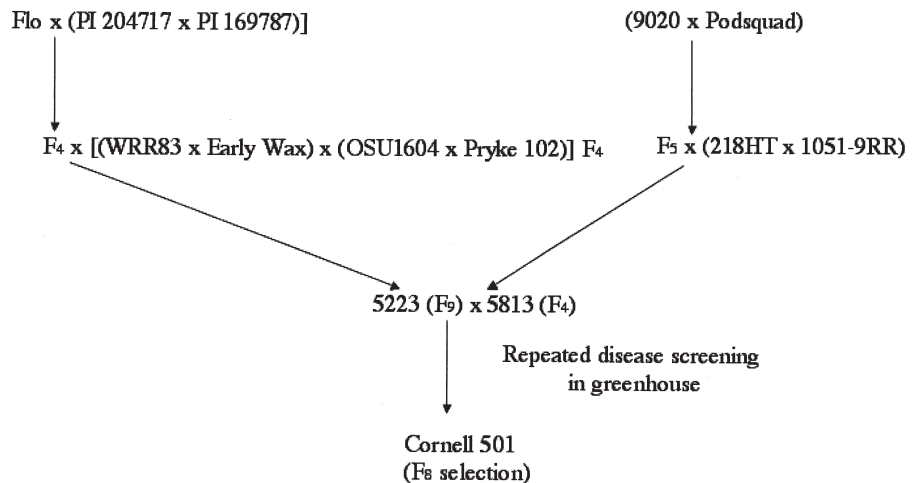 Flo x (PI 204717 x PI 169787)]
(9020 x Podsquad)
F4 x [(WRR83 x Early Wax) x (OSU1604 x Pryke 102)] F4
F5 x (218HT x 1051-9RR)
5223 (F9) x 5813 (F4)
Repeated disease screening
in greenhouse
Cornell 501
(F8 selection)